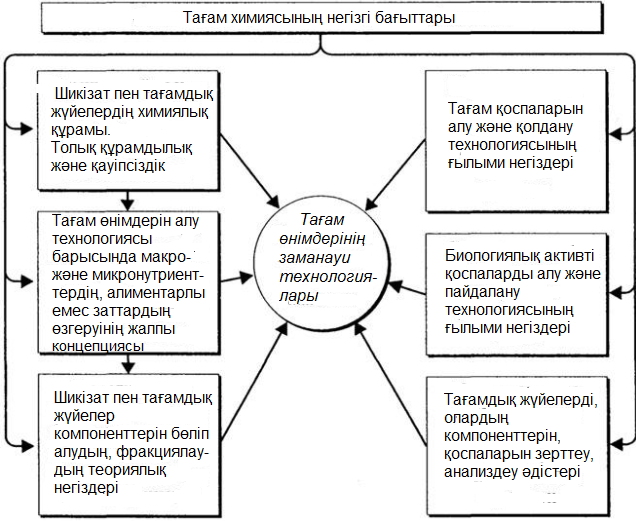 Тағам химиясының негізгі бағыттары
Шикізат пен тағамдық
жүйелердің химиялық
құрамы.
Толық құрамдылық
және қауіпсіздік
Тағам өнімдерін алу
технологиясы
барысында макро-
және микронутриент-
тердің, алиментарлы
емес заттардың
өзгеруінің жалпы
концепциясы
Шикізат пен тағамдық
жүйелер
компоненттерін бөліп
алудың, фракциялау-
дың теориялық
негіздері
Тағам
өнімдерінің
заманауи
технология-
лары
Тағам қоспаларын
алу және қолдану
технологиясының
ғылыми негіздері
Биологиялық активті
қоспаларды алу және
пайдалану
технологиясының
ғылыми негіздері
Тағамдық жүйелерді,
олардың
компоненттерін,
қоспаларын зерттеу,
анализдеу әдістері